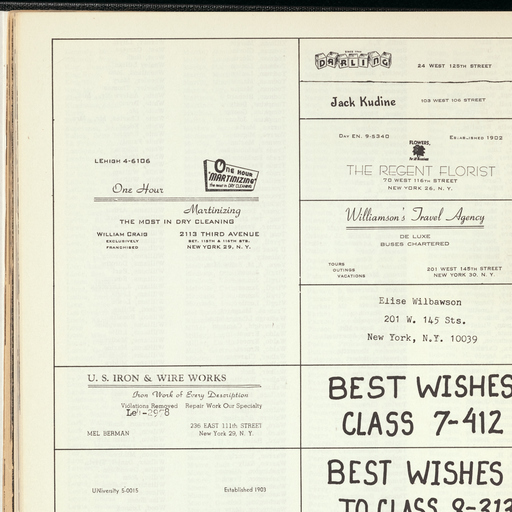 LEHIGH 4-6106
ONE HOUR
"MARTINIZING"
the most in DRY CLEANING
One Hour
Martinizing
THE MOST IN DRY CLEANING
WILLIAM CRAIG
EXCLUSIVELY
FRANCHISED
2113 THIRD AVENUE
BET. 115TH & 116TH STS.
NEW YORK 29, N. Y.
U. S. IRON & WIRE WORKS
Iron Work of Every Description
Violations Removed Repair Work Our Specialty
MEL BERMAN
236 EAST 111th STREET
New York 29, N. Y.
UNiversity 5-0015
Established 1903
DARLING
24 WEST 125TH STREET
Jack Kudine
103 WEST 106 STREET
DAY EN. 9-5340
ESTABLISHED 1902
FLOWERS,
THE REGENT FLORIST
70 WEST 116TH STREET
NEW YORK 26, N. Y.
Williamson's Travel Agency
DE LUXE
BUSES CHARTERED
TOURS
OUTINGS
VACATIONS
201 WEST 145TH STREET
NEW YORK 30, N. Y.
Elise Wilbawson
201 W. 145 Sts.
New York, N.Y. 10039
BEST WISHES
CLASS 7-412
BEST WISHES
TO CLASS 8-313